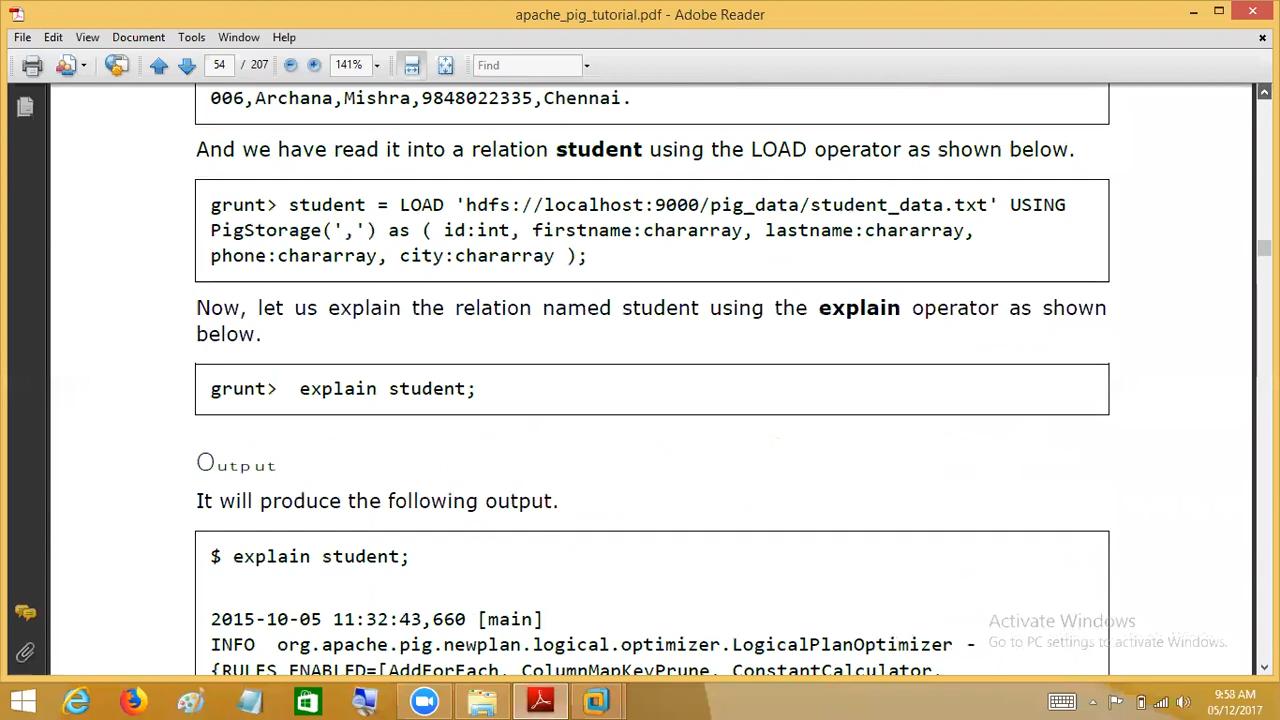 apache_pig_tutorial.pdf - Adobe Reader
File Edit View Document Tools Window Help
54 / 207 141% Find
006,Archana,Mishra,9848022335,Chennai.
And we have read it into a relation student using the LOAD operator as shown below.
grunt> student = LOAD 'hdfs://localhost:9000/pig_data/student_data.txt' USING
PigStorage(',') as ( id:int, firstname:chararray, lastname:chararray,
phone:chararray, city:chararray );
Now, let us explain the relation named student using the explain operator as shown
below.
grunt> explain student;
Output
It will produce the following output.
$ explain student;
2015-10-05 11:32:43,660 [main]
INFO org.apache.pig.newplan.logical.optimizer.LogicalPlanOptimizer -
{RULES_ENABLED=[AddForEach, ColumnMapKeyPrune, ConstantCalculator,
Activate Windows
Go to PC settings to activate Windows.
9:58 AM
05/12/2017